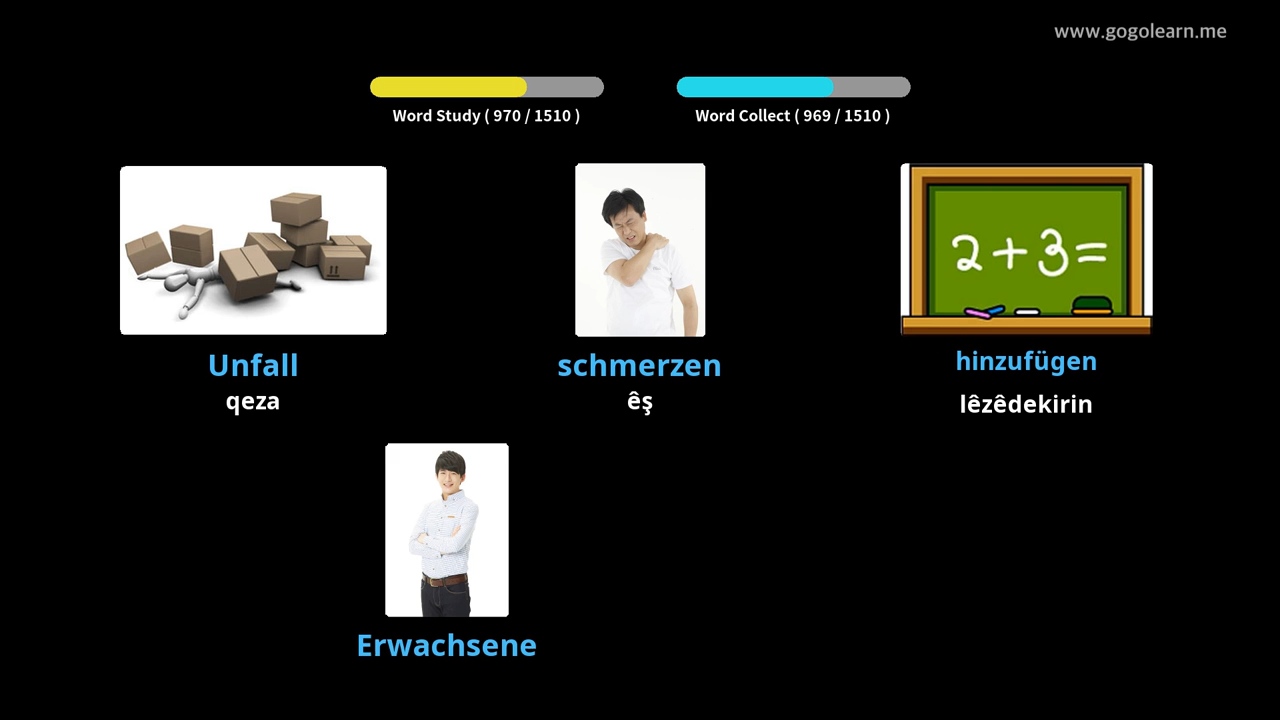 www.gogolearn.me
Word Study ( 970 / 1510 )
Word Collect ( 969 / 1510 )
2+3=
Unfall
qeza
schmerzen
êş
hinzufügen
lêzêdekirin
Erwachsene